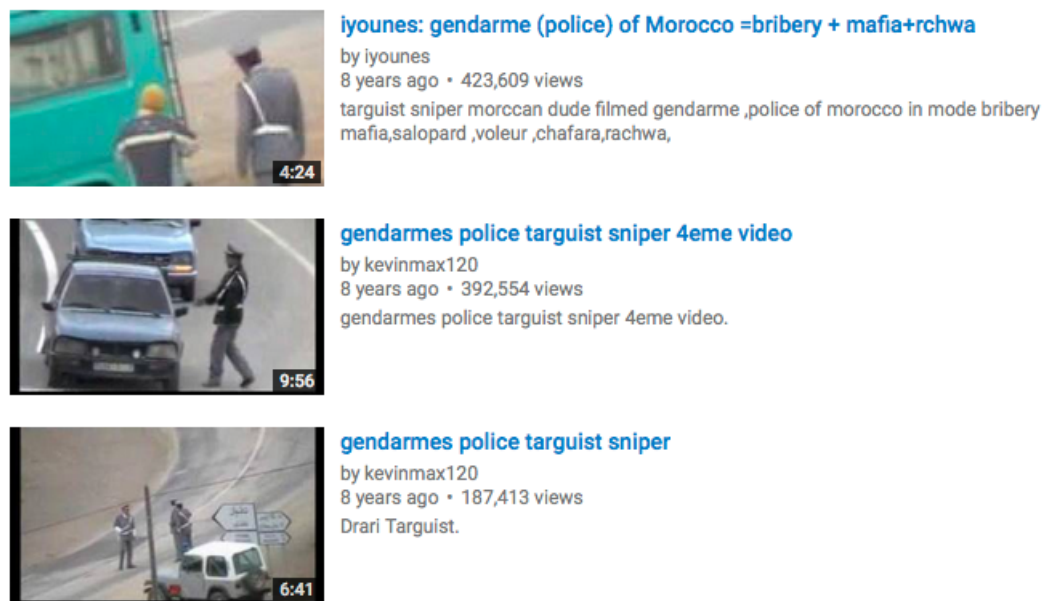 iyounes: gendarme (police) of Morocco =bribery + mafia+rchwa
by iyounes
8 years ago • 423,609 views
targuist sniper morccan dude filmed gendarme ,police of morocco in mode bribery
mafia,salopard ,voleur ,chafara,rachwa,
4:24
gendarmes police targuist sniper 4eme video
by kevinmax120
8 years ago • 392,554 views
gendarmes police targuist sniper 4eme video.
9:56
gendarmes police targuist sniper
by kevinmax120
8 years ago • 187,413 views
Drari Targuist.
6:41